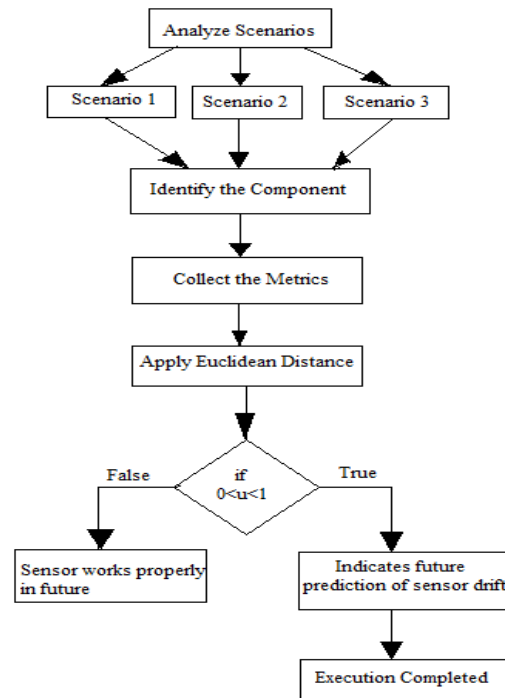 Analyze Scenarios
Scenario 1
Scenario 2
Scenario 3
Identify the Component
Collect the Metrics
Apply Euclidean Distance
if
0<u<1
False
True
Sensor works properly
in future
Indicates future
prediction of sensor drift
Execution Completed